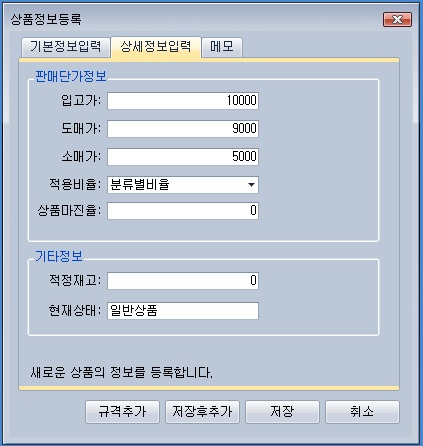 상품정보등록
기본정보입력 상세정보입력 메모
판매단가정보
입고가: 10000
도매가: 9000
소매가: 5000
적용비율: 분류별비율
상품마진율: 0
기타정보
적정재고: 0
현재상태: 일반상품
새로운 상품의 정보를 등록합니다.
규격추가 저장후추가 저장 취소